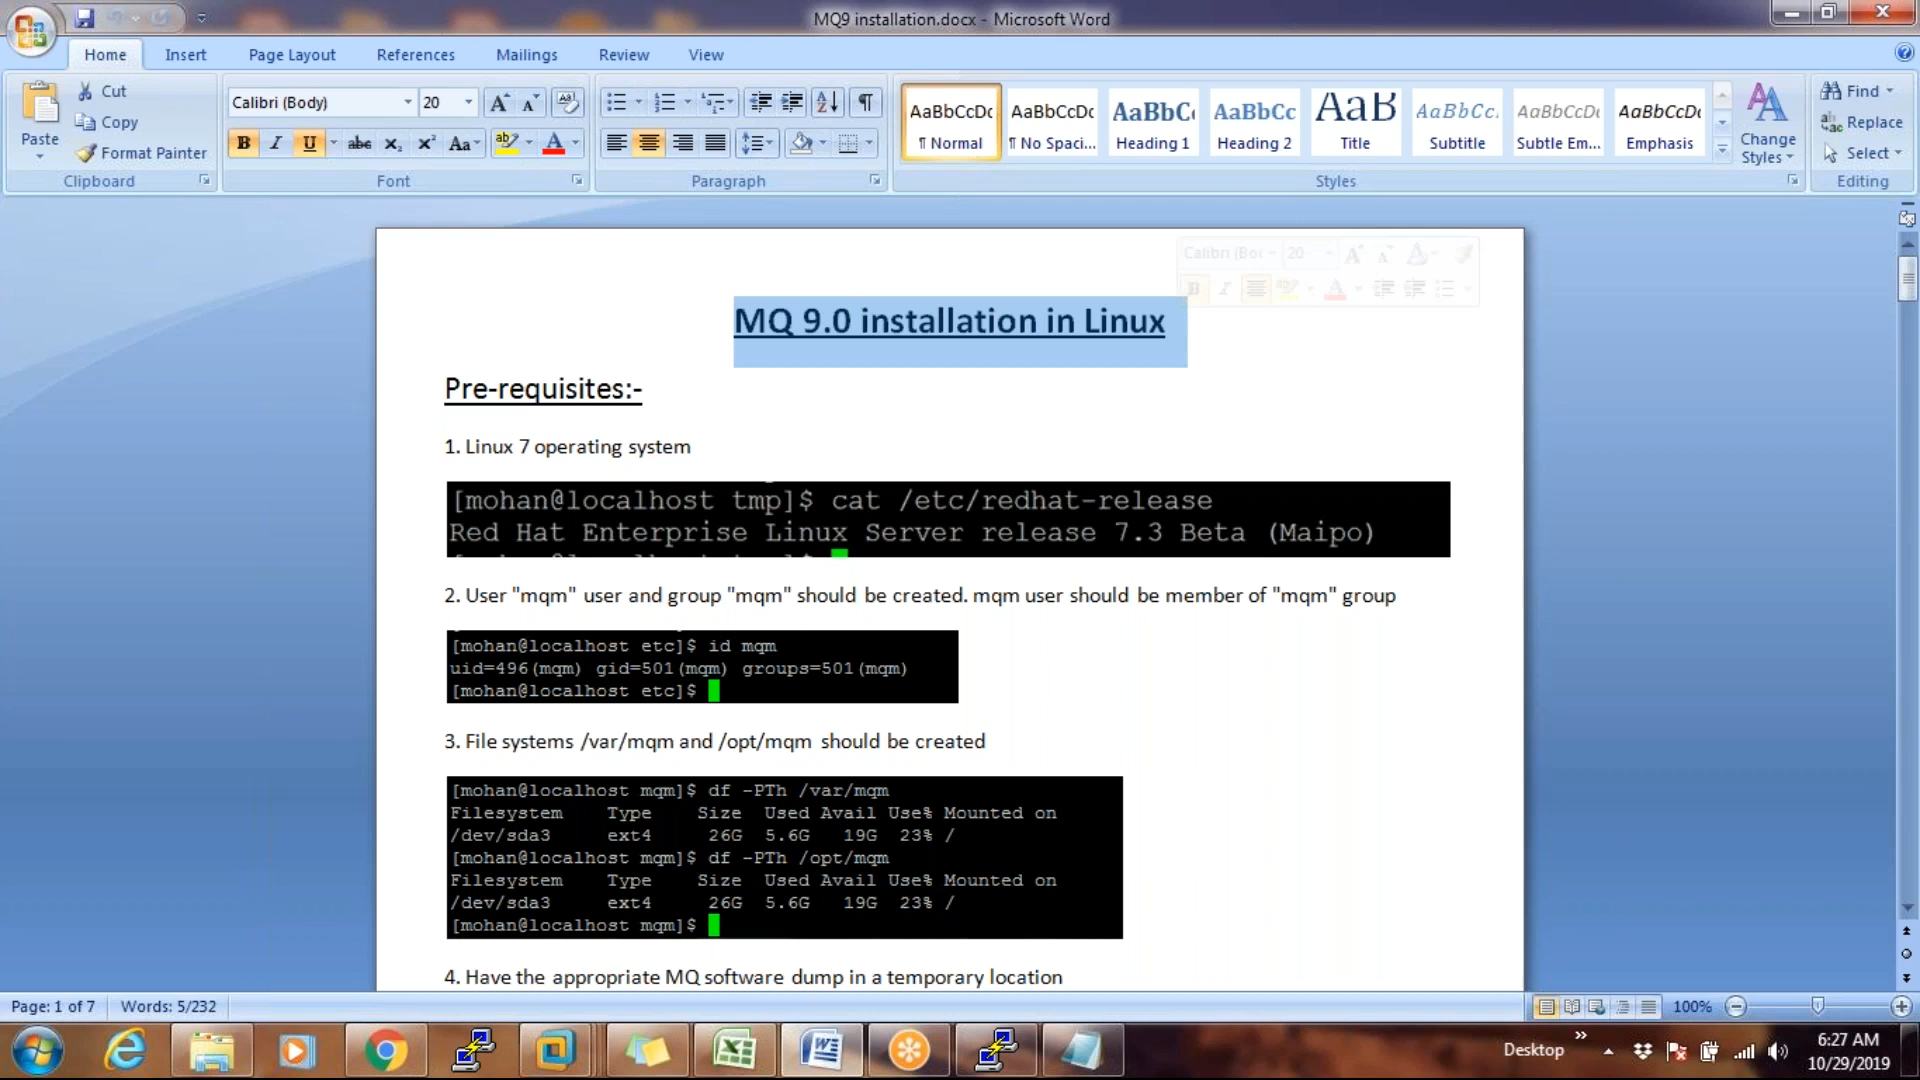 MQ9 installation.docx - Microsoft Word
Home Insert Page Layout References Mailings Review View
Paste
Cut
Copy
Format Painter
Clipboard
Calibri (Body) 20
B I U abc x₂ x² Aa ab A
Font
Paragraph
AaBbCcDc AaBbCcDc AaBbC AaBbCc AaB AaBbCc. AaBbCcDc AaBbCcDc
¶ Normal ¶ No Spaci... Heading 1 Heading 2 Title Subtitle Subtle Em... Emphasis
Change Styles
Styles
Find
Replace
Select
Editing
Calibri (Bo 20
B I
MQ 9.0 installation in Linux
Pre-requisites:-
1. Linux 7 operating system
[mohan@localhost tmp]$ cat /etc/redhat-release
Red Hat Enterprise Linux Server release 7.3 Beta (Maipo)
2. User "mqm" user and group "mqm" should be created. mqm user should be member of "mqm" group
[mohan@localhost etc]$ id mqm
uid=496(mqm) gid=501(mqm) groups=501(mqm)
[mohan@localhost etc]$
3. File systems /var/mqm and /opt/mqm should be created
[mohan@localhost mqm]$ df -PTh /var/mqm
Filesystem Type Size Used Avail Use% Mounted on
/dev/sda3 ext4 26G 5.6G 19G 23% /
[mohan@localhost mqm]$ df -PTh /opt/mqm
Filesystem Type Size Used Avail Use% Mounted on
/dev/sda3 ext4 26G 5.6G 19G 23% /
[mohan@localhost mqm]$
4. Have the appropriate MQ software dump in a temporary location
Page: 1 of 7 Words: 5/232 100%
Desktop
6:27 AM
10/29/2019